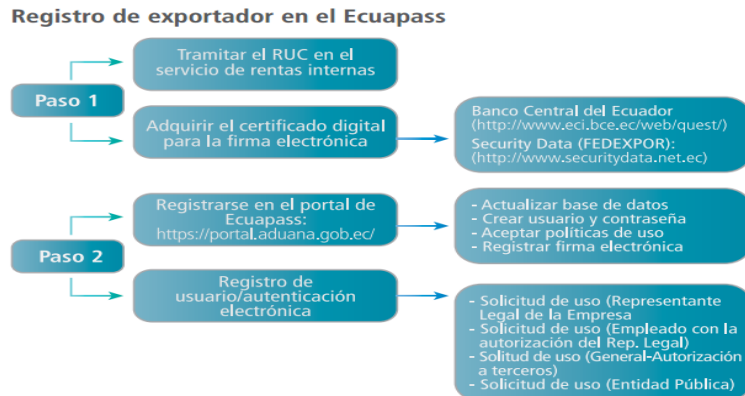 Registro de exportador en el Ecuapass
Paso 1
Tramitar el RUC en el
servicio de rentas internas
Adquirir el certificado digital
para la firma electrónica
Banco Central del Ecuador
(http://www.eci.bce.ec/web/quest/)
Security Data (FEDEXPOR):
(http://www.securitydata.net.ec)
Paso 2
Registrarse en el portal de
Ecuapass:
https://portal.aduana.gob.ec/
- Actualizar base de datos
- Crear usuario y contraseña
- Aceptar políticas de uso
- Registrar firma electrónica
Registro de
usuario/autenticación
electrónica
- Solicitud de uso (Representante
Legal de la Empresa
- Solicitud de uso (Empleado con la
autorización del Rep. Legal)
- Solitud de uso (General-Autorización
a terceros)
- Solicitud de uso (Entidad Pública)